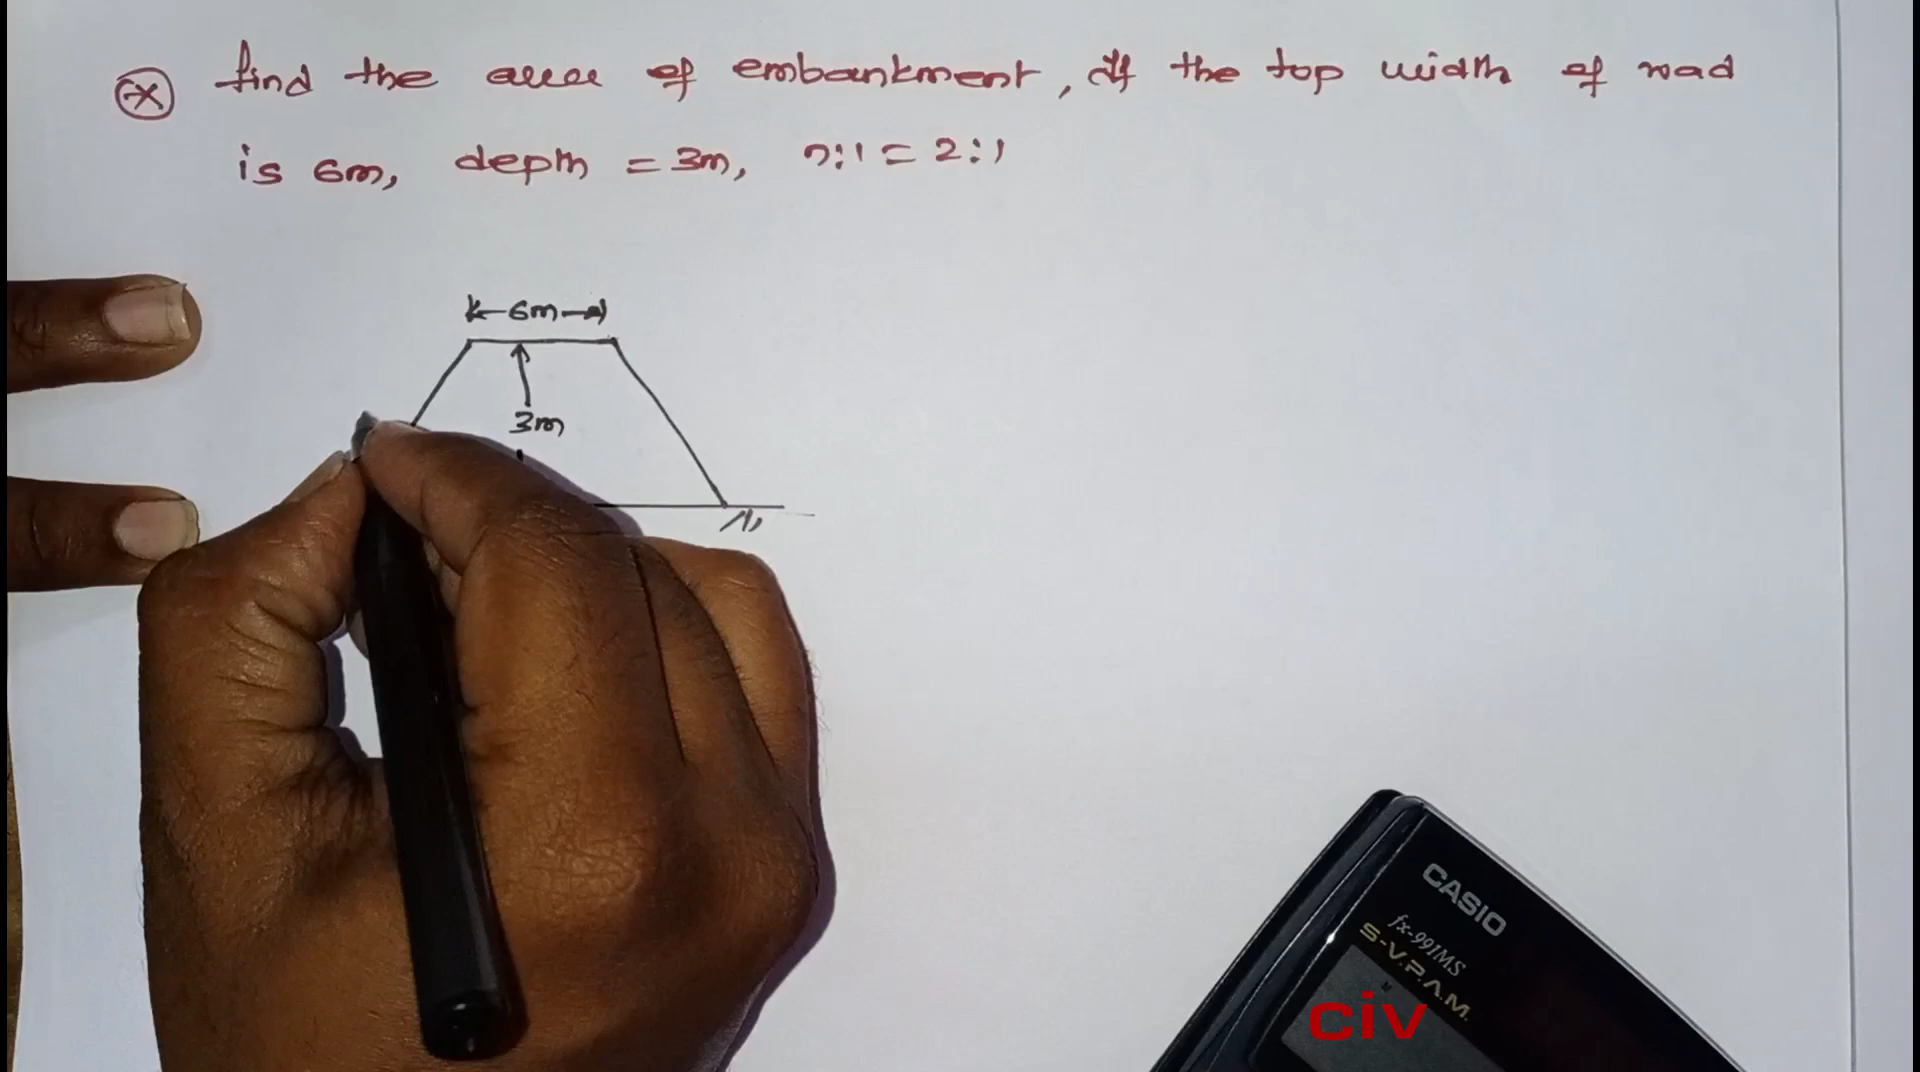 Ex find the area of embankment, if the top width of road
is 6m, depth = 3m, n:1 = 2:1
6m
3m
CASIO
fx-991MS
S-V.P.A.M.
civ